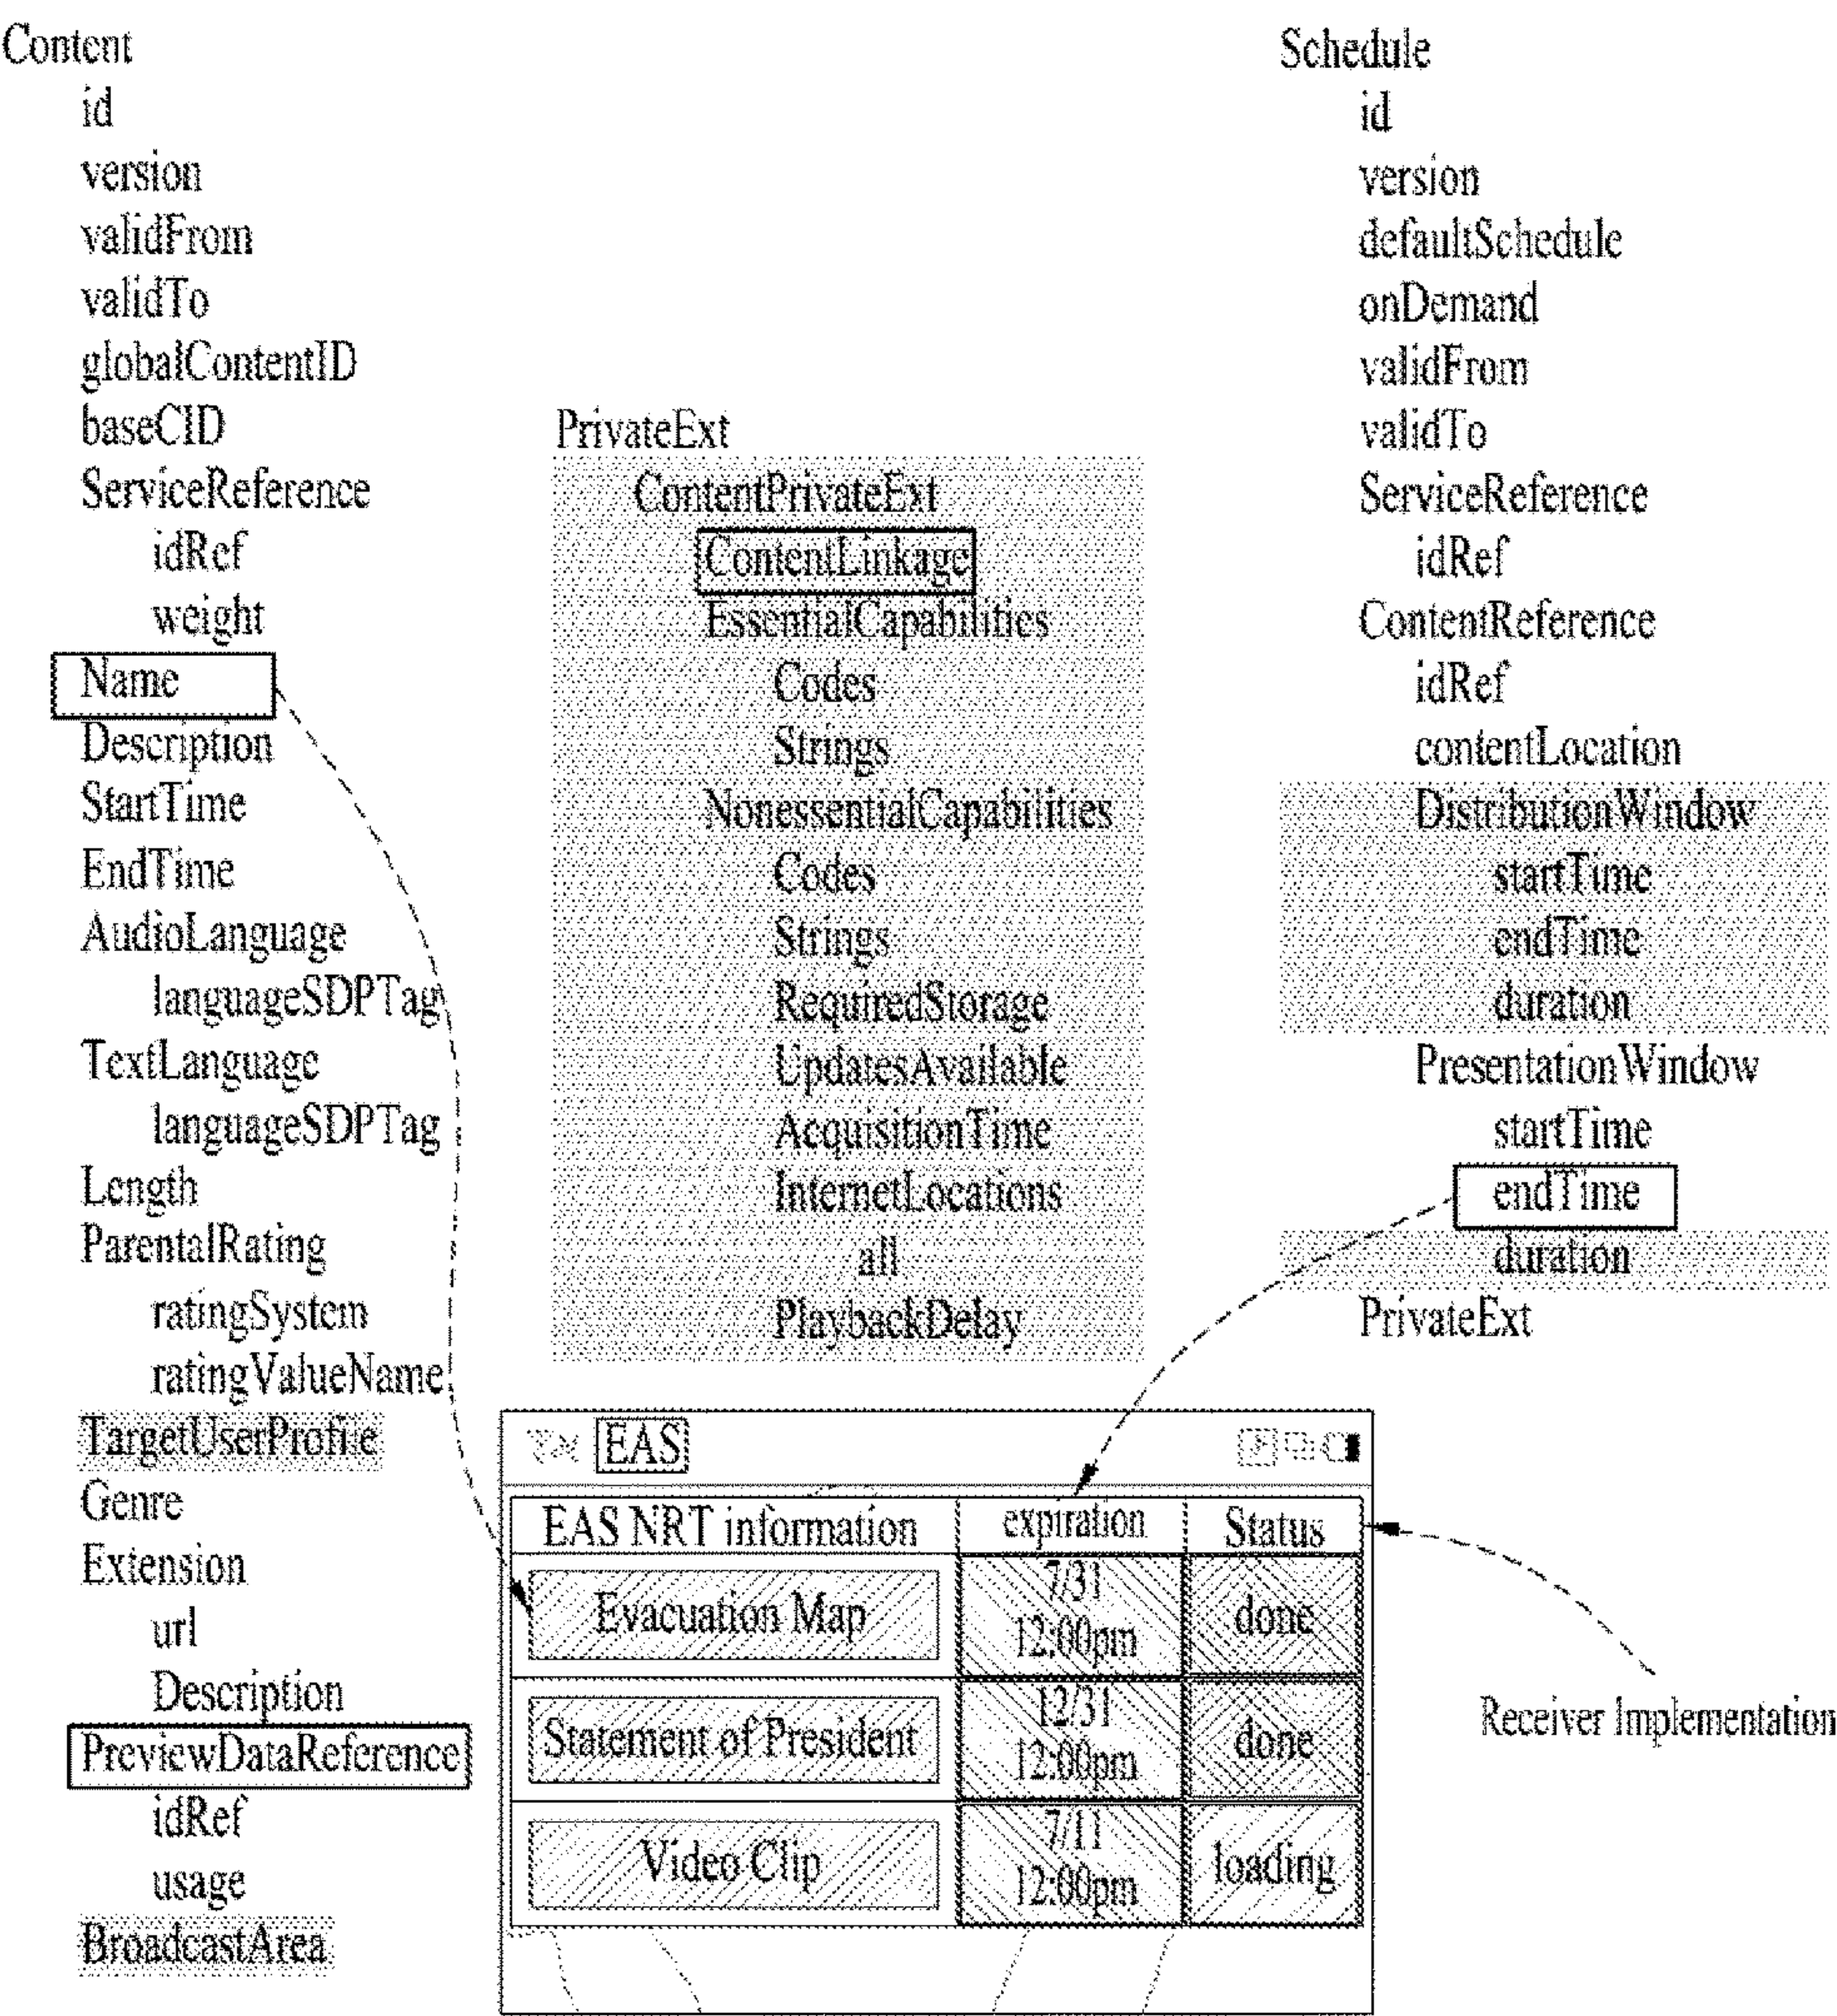 Content
id
version
validFrom
validTo
globalContentID
baseCID
ServiceReference
idRef
weight
Name
Description
StartTime
EndTime
AudioLanguage
languageSDPTag
TextLanguage
languageSDPTag
Length
ParentalRating
ratingSystem
ratingValueName
TargetUserProfile
Genre
Extension
url
Description
PreviewDataReference
idRef
usage
BroadcastArea
PrivateExt
ContentPrivateExt
ContentLinkage
EssentialCapabilities
Codes
Strings
NonessentialCapabilities
Codes
Strings
RequiredStorage
UpdatesAvailable
AcquisitionTime
InternetLocations
all
PlaybackDelay
Schedule
id
version
defaultSchedule
onDemand
validFrom
validTo
ServiceReference
idRef
ContentReference
idRef
contentLocation
DistributionWindow
startTime
endTime
duration
PresentationWindow
startTime
endTime
duration
PrivateExt
EAS
EAS NRT information expiration Status
Evacuation Map 7/31 12:00pm done
Statement of President 12/31 12:00pm done
Video Clip 7/11 12:00pm loading
Receiver Implementation